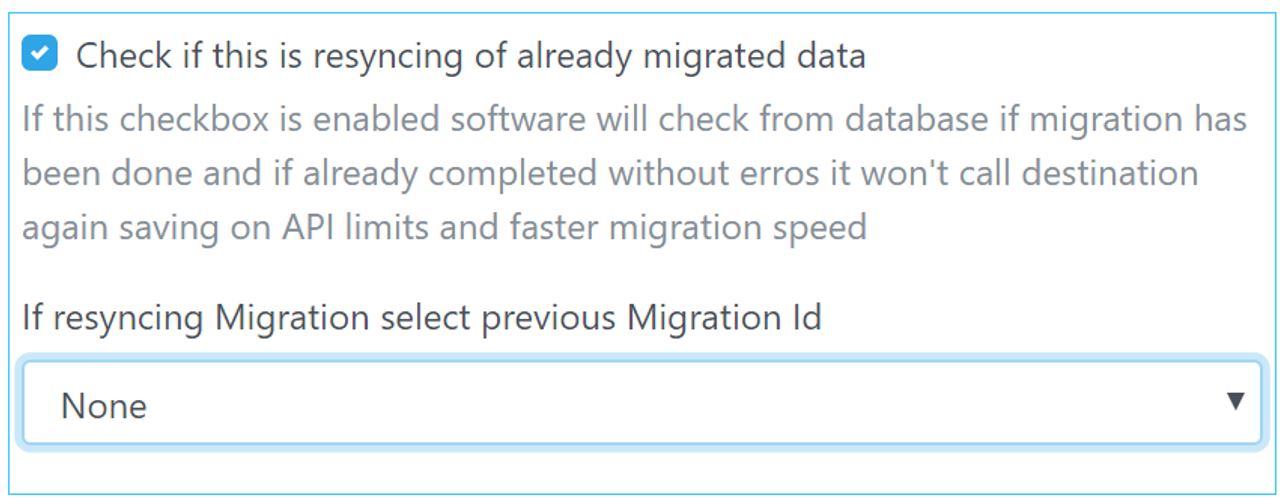 Check if this is resyncing of already migrated data
If this checkbox is enabled software will check from database if migration has
been done and if already completed without erros it won't call destination
again saving on API limits and faster migration speed
If resyncing Migration select previous Migration Id
None